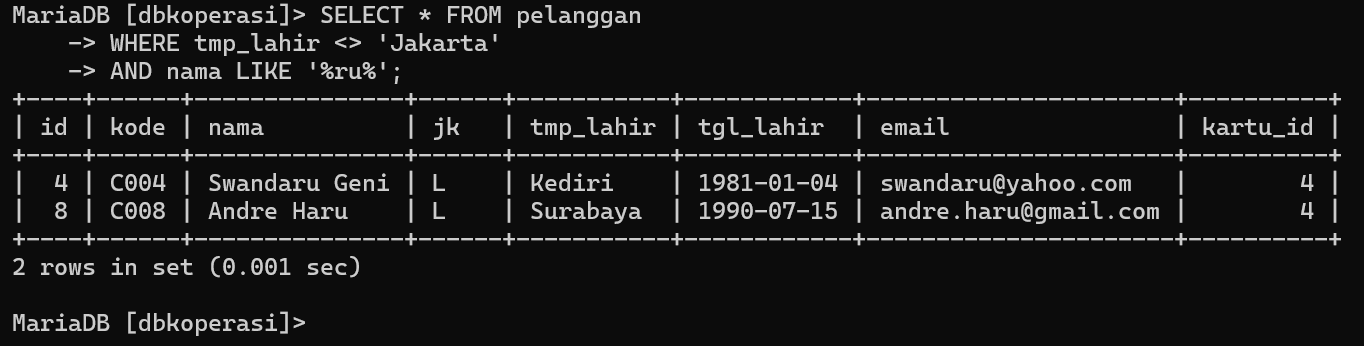 MariaDB [dbkoperasi]> SELECT * FROM pelanggan
    -> WHERE tmp_lahir <> 'Jakarta'
    -> AND nama LIKE '%ru%';
+----+------+---------------+------+-----------+------------+----------------------+----------+
| id | kode | nama          | jk   | tmp_lahir | tgl_lahir  | email                | kartu_id |
+----+------+---------------+------+-----------+------------+----------------------+----------+
|  4 | C004 | Swandaru Geni | L    | Kediri    | 1981-01-04 | swandaru@yahoo.com   |        4 |
|  8 | C008 | Andre Haru    | L    | Surabaya  | 1990-07-15 | andre.haru@gmail.com |        4 |
+----+------+---------------+------+-----------+------------+----------------------+----------+
2 rows in set (0.001 sec)

MariaDB [dbkoperasi]>